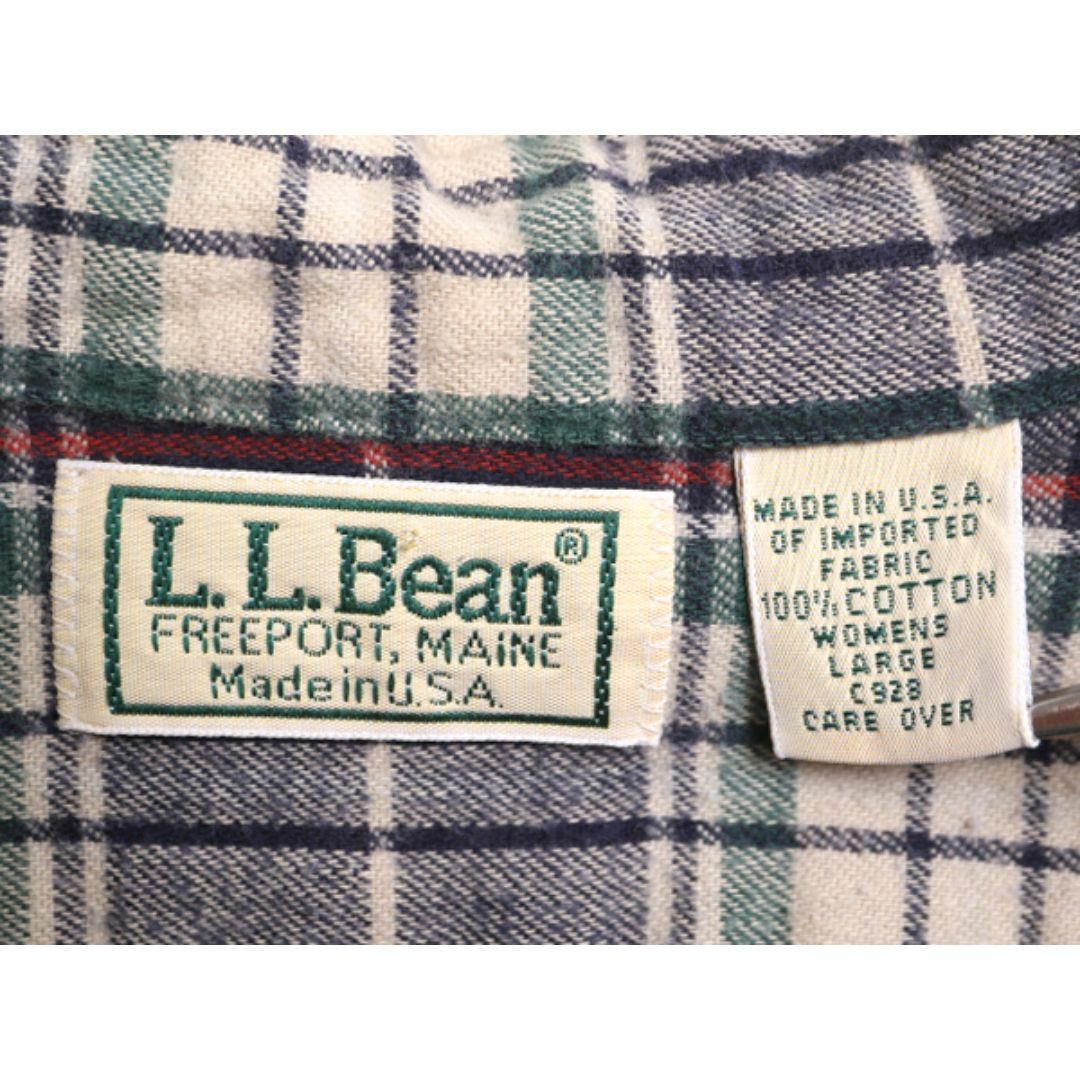 L.L.Bean®
FREEPORT, MAINE
Made in U.S.A.
MADE IN U.S.A.
OF IMPORTED
FABRIC
100% COTTON
WOMENS
LARGE
C928
CARE OVER